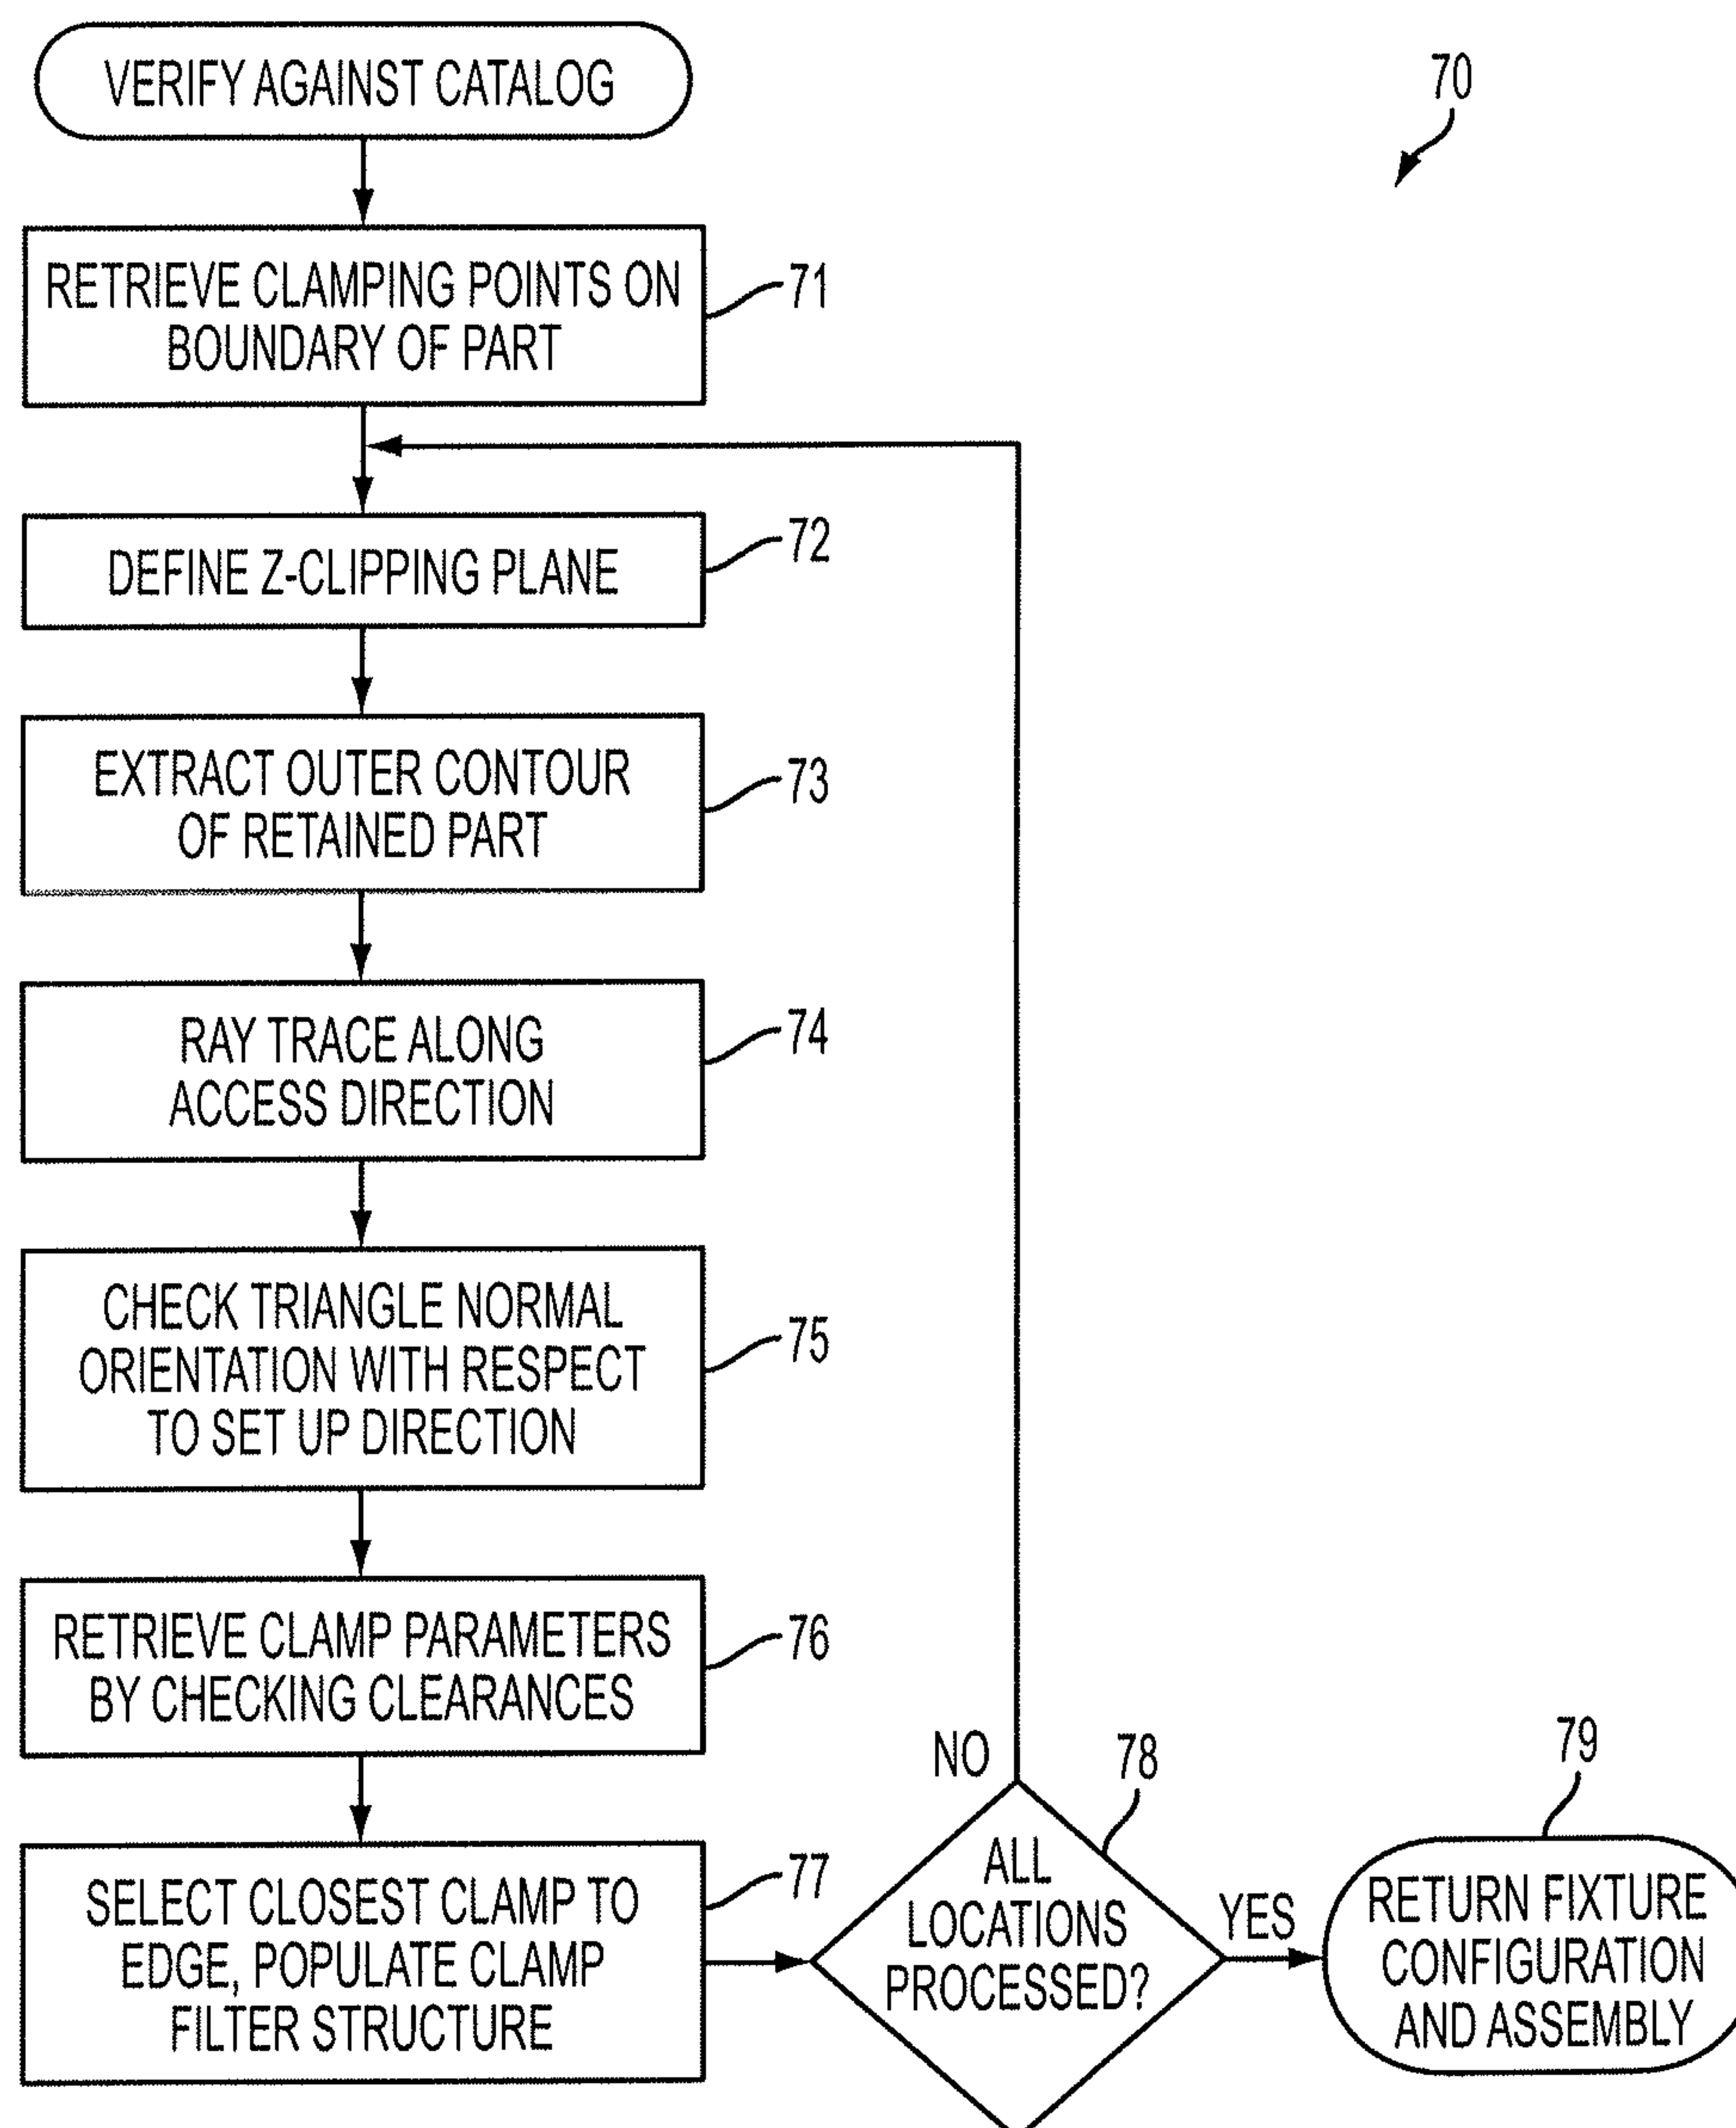 VERIFY AGAINST CATALOG
70
RETRIEVE CLAMPING POINTS ON
BOUNDARY OF PART
71
DEFINE Z-CLIPPING PLANE
72
EXTRACT OUTER CONTOUR
OF RETAINED PART
73
RAY TRACE ALONG
ACCESS DIRECTION
74
CHECK TRIANGLE NORMAL
ORIENTATION WITH RESPECT
TO SET UP DIRECTION
75
RETRIEVE CLAMP PARAMETERS
BY CHECKING CLEARANCES
76
SELECT CLOSEST CLAMP TO
EDGE, POPULATE CLAMP
FILTER STRUCTURE
77
NO
78
ALL
LOCATIONS
PROCESSED?
YES
79
RETURN FIXTURE
CONFIGURATION
AND ASSEMBLY